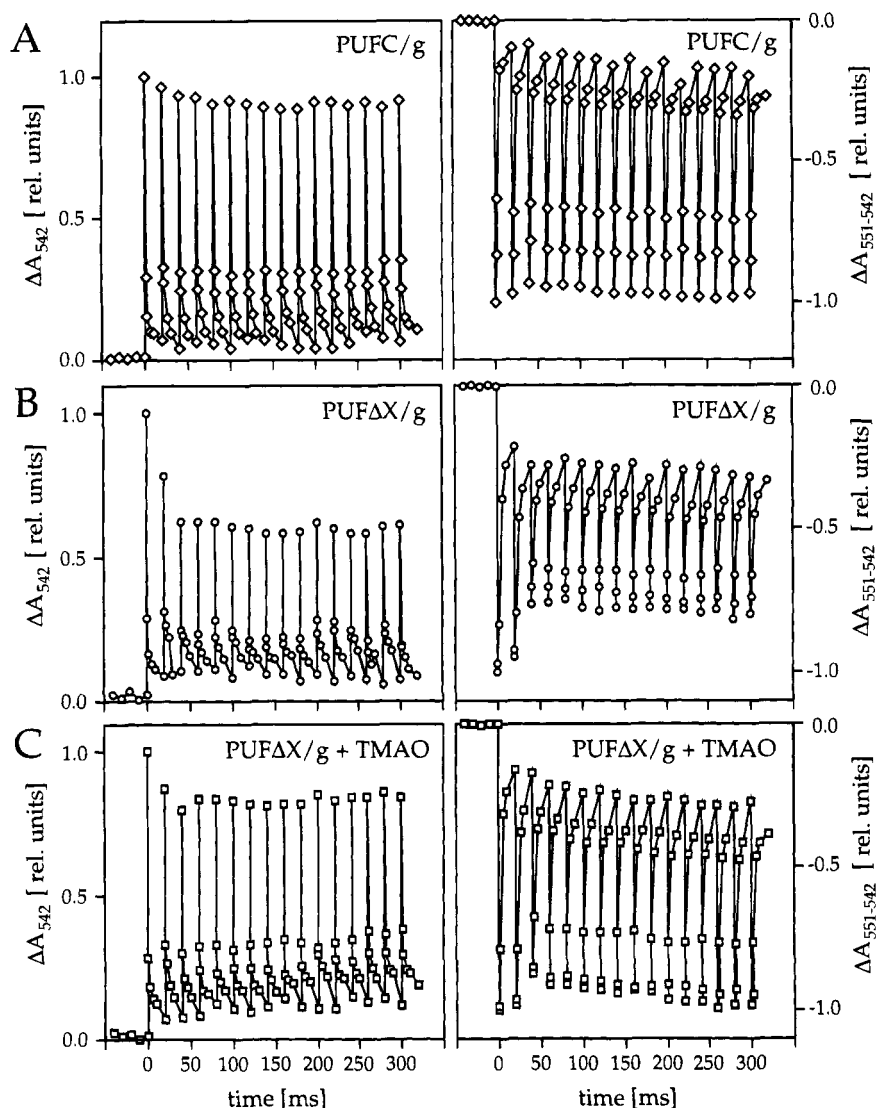 A
PUFC/g
1.0
0.5
0.0
ΔA542 [ rel. units]
PUFC/g
0.0
-0.5
-1.0
ΔA551-542 [ rel. units ]
B
PUFΔX/g
1.0
0.5
0.0
ΔA542 [ rel. units]
PUFΔX/g
0.0
-0.5
-1.0
ΔA551-542 [ rel. units]
C
PUFΔX/g + TMAO
1.0
0.5
0.0
ΔA542 [ rel. units]
0 50 100 150 200 250 300
time [ms]
PUFΔX/g + TMAO
0.0
-0.5
-1.0
ΔA551-542 [ rel. units]
0 50 100 150 200 250 300
time [ms]